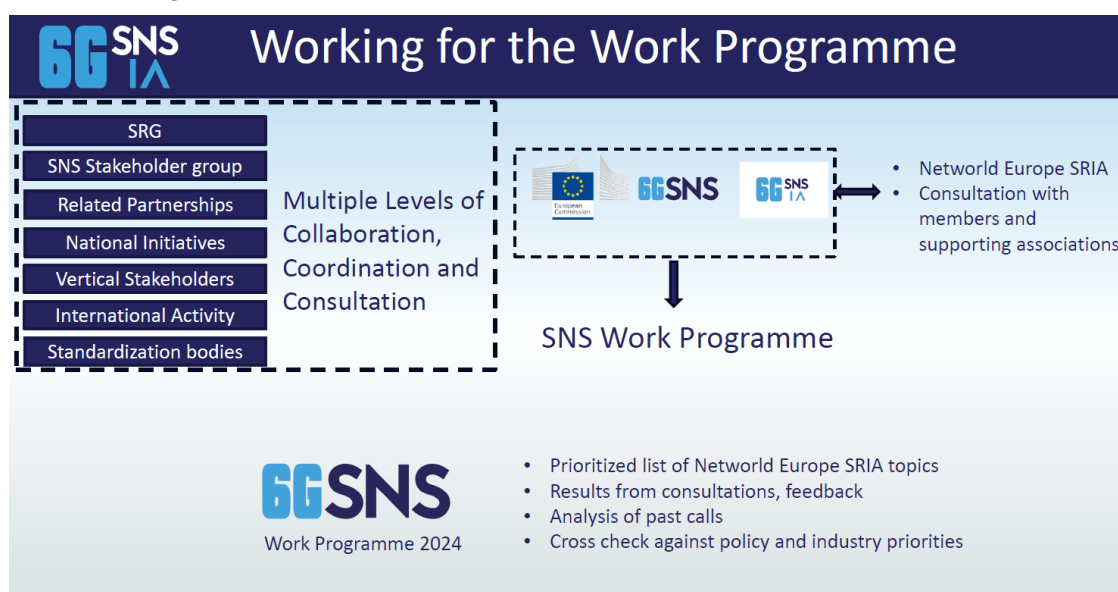 6G SNS IA
Working for the Work Programme
SRG
SNS Stakeholder group
Related Partnerships
National Initiatives
Vertical Stakeholders
International Activity
Standardization bodies
Multiple Levels of
Collaboration,
Coordination and
Consultation
European
Commission
6GSNS
6G SNS IA
• Networld Europe SRIA
• Consultation with
members and
supporting associations
SNS Work Programme
6GSNS
Work Programme 2024
• Prioritized list of Networld Europe SRIA topics
• Results from consultations, feedback
• Analysis of past calls
• Cross check against policy and industry priorities